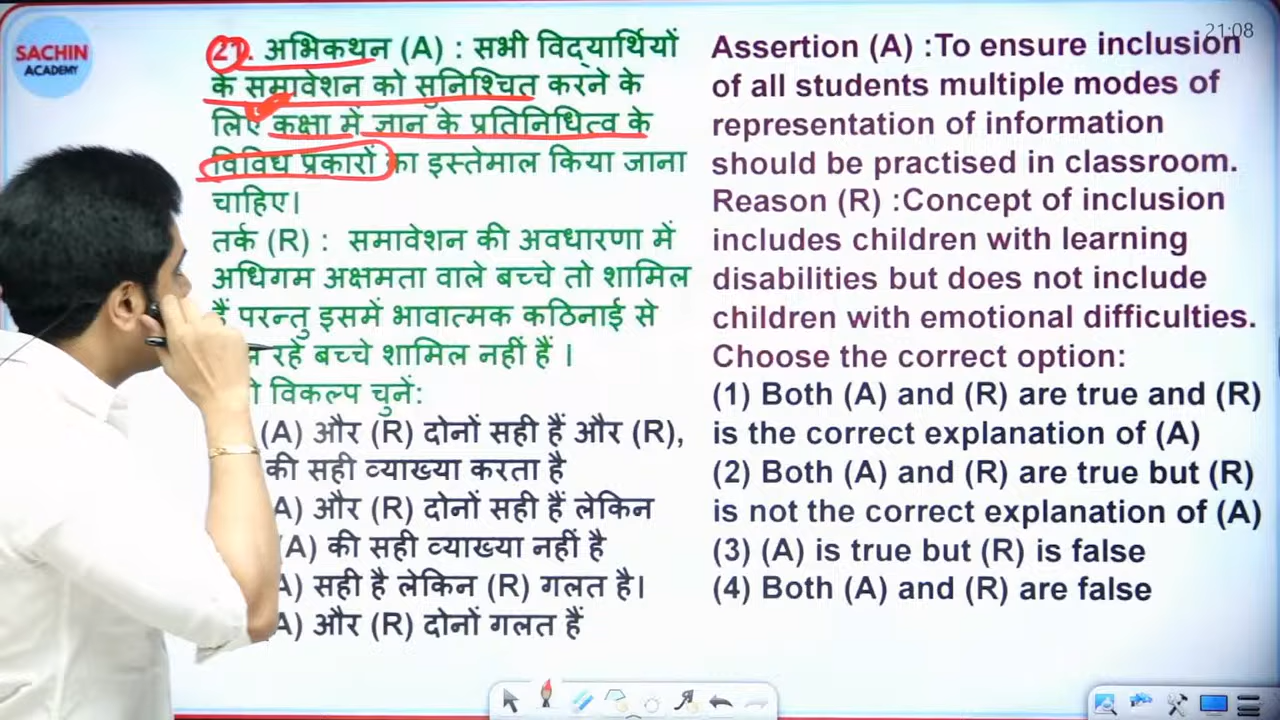 SACHIN
ACADEMY
21:08
21. अभिकथन (A) : सभी विद्यार्थियों
के समावेशन को सुनिश्चित करने के
लिए कक्षा में ज्ञान के प्रतिनिधित्व के
विविध प्रकारों का इस्तेमाल किया जाना
चाहिए।
तर्क (R) : समावेशन की अवधारणा में
अधिगम अक्षमता वाले बच्चे तो शामिल
हैं परन्तु इसमें भावात्मक कठिनाई से
रहे बच्चे शामिल नहीं हैं ।
विकल्प चुनें:
(A) और (R) दोनों सही हैं और (R),
की सही व्याख्या करता है
A) और (R) दोनों सही हैं लेकिन
(A) की सही व्याख्या नहीं है
A) सही है लेकिन (R) गलत है।
A) और (R) दोनों गलत हैं
Assertion (A) :To ensure inclusion
of all students multiple modes of
representation of information
should be practised in classroom.
Reason (R) :Concept of inclusion
includes children with learning
disabilities but does not include
children with emotional difficulties.
Choose the correct option:
(1) Both (A) and (R) are true and (R)
is the correct explanation of (A)
(2) Both (A) and (R) are true but (R)
is not the correct explanation of (A)
(3) (A) is true but (R) is false
(4) Both (A) and (R) are false